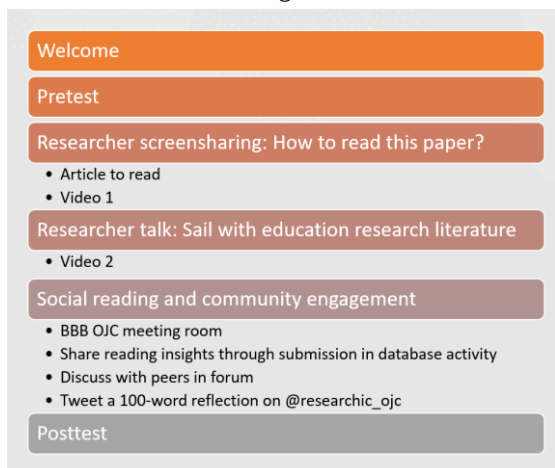 Welcome
Pretest
Researcher screensharing: How to read this paper?
• Article to read
• Video 1
Researcher talk: Sail with education research literature
• Video 2
Social reading and community engagement
• BBB OJC meeting room
• Share reading insights through submission in database activity
• Discuss with peers in forum
• Tweet a 100-word reflection on @researchic_ojc
Posttest